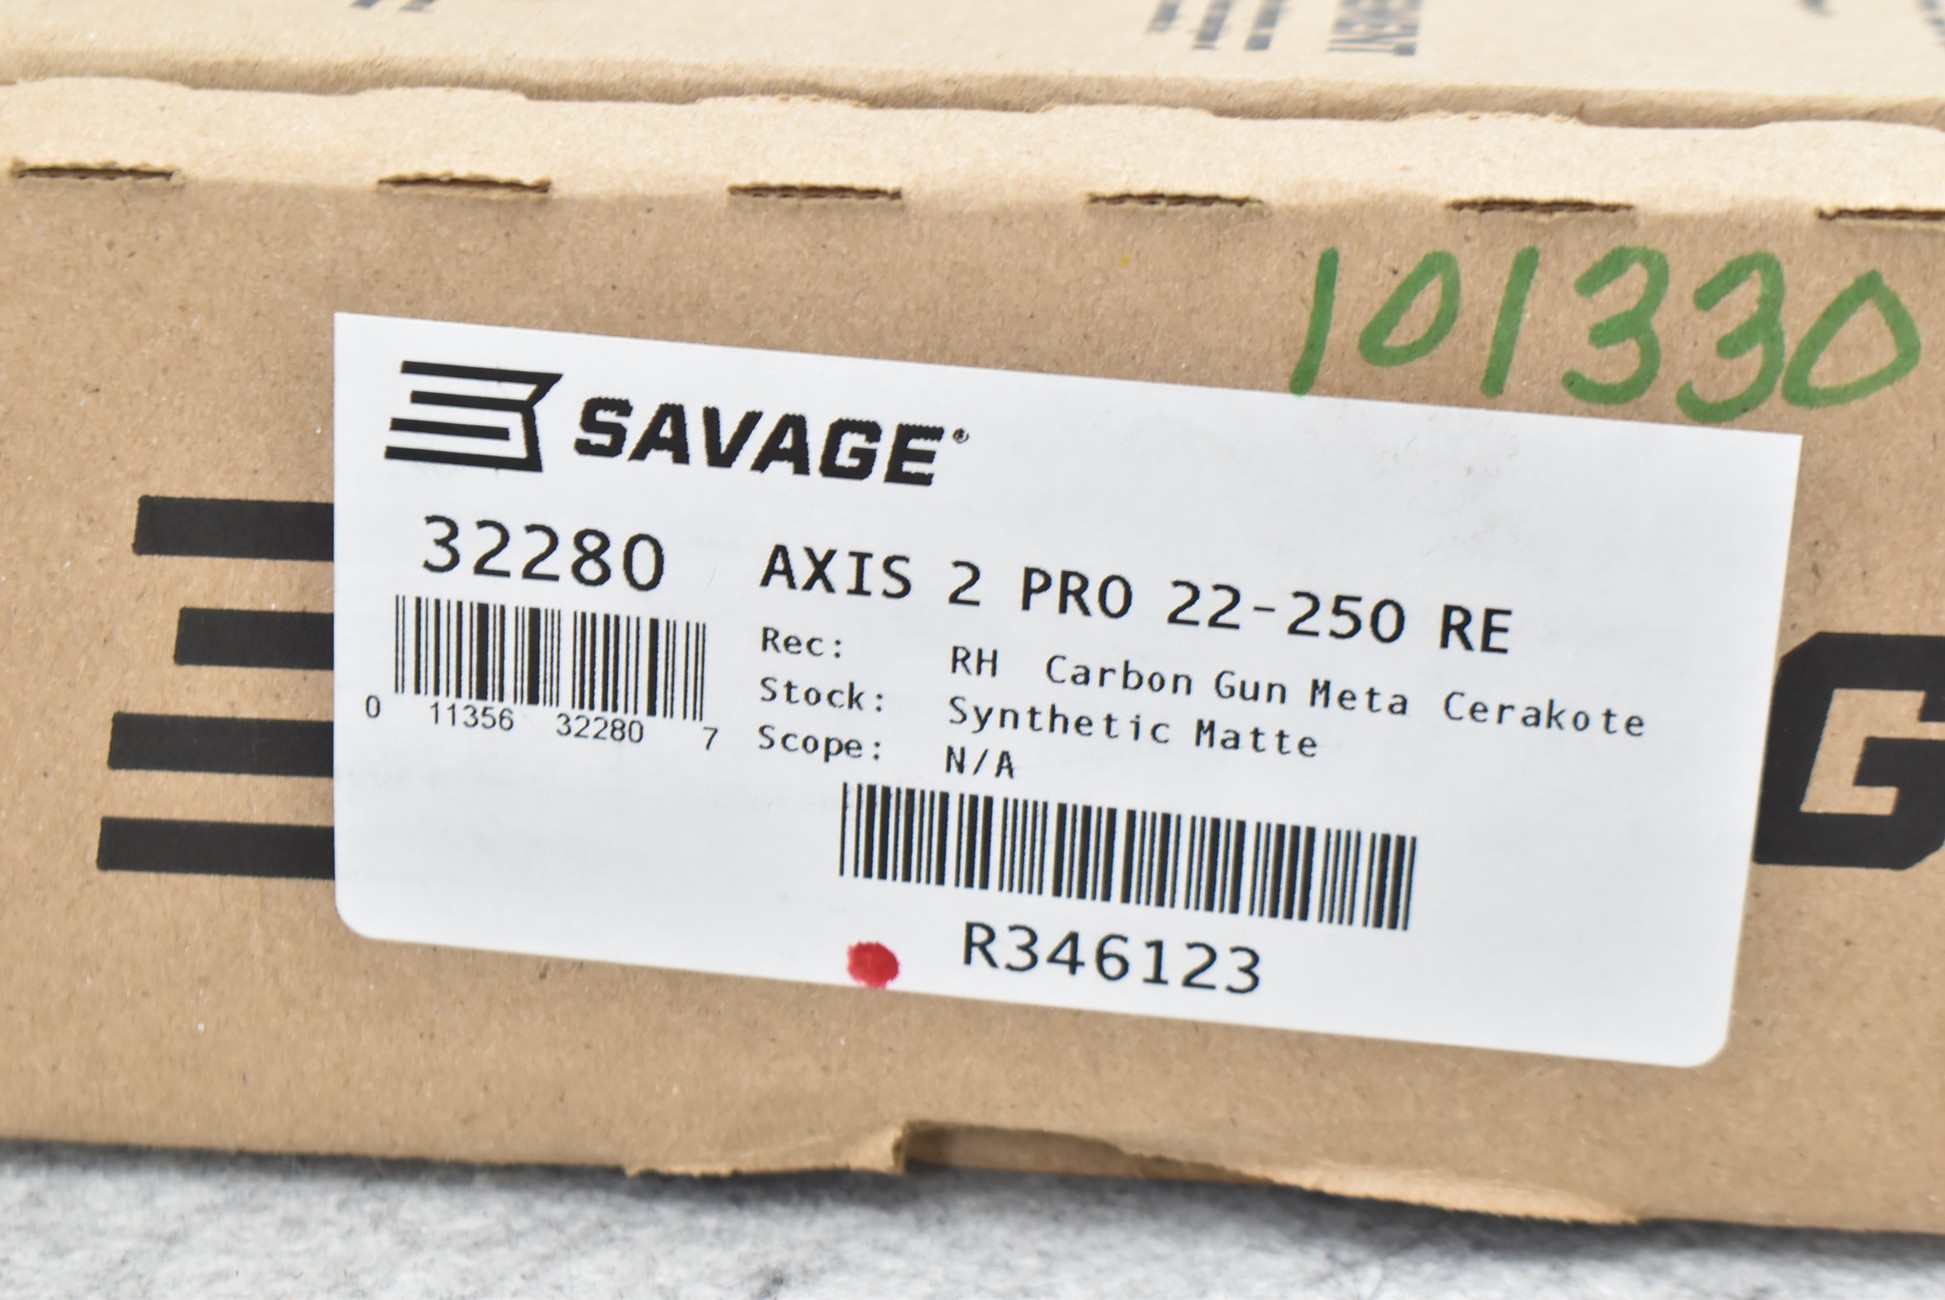 101330
SAVAGE®
32280 AXIS 2 PRO 22-250 RE
Rec: RH Carbon Gun Meta Cerakote
Stock: Synthetic Matte
Scope: N/A
0 11356 32280 7
R346123
G